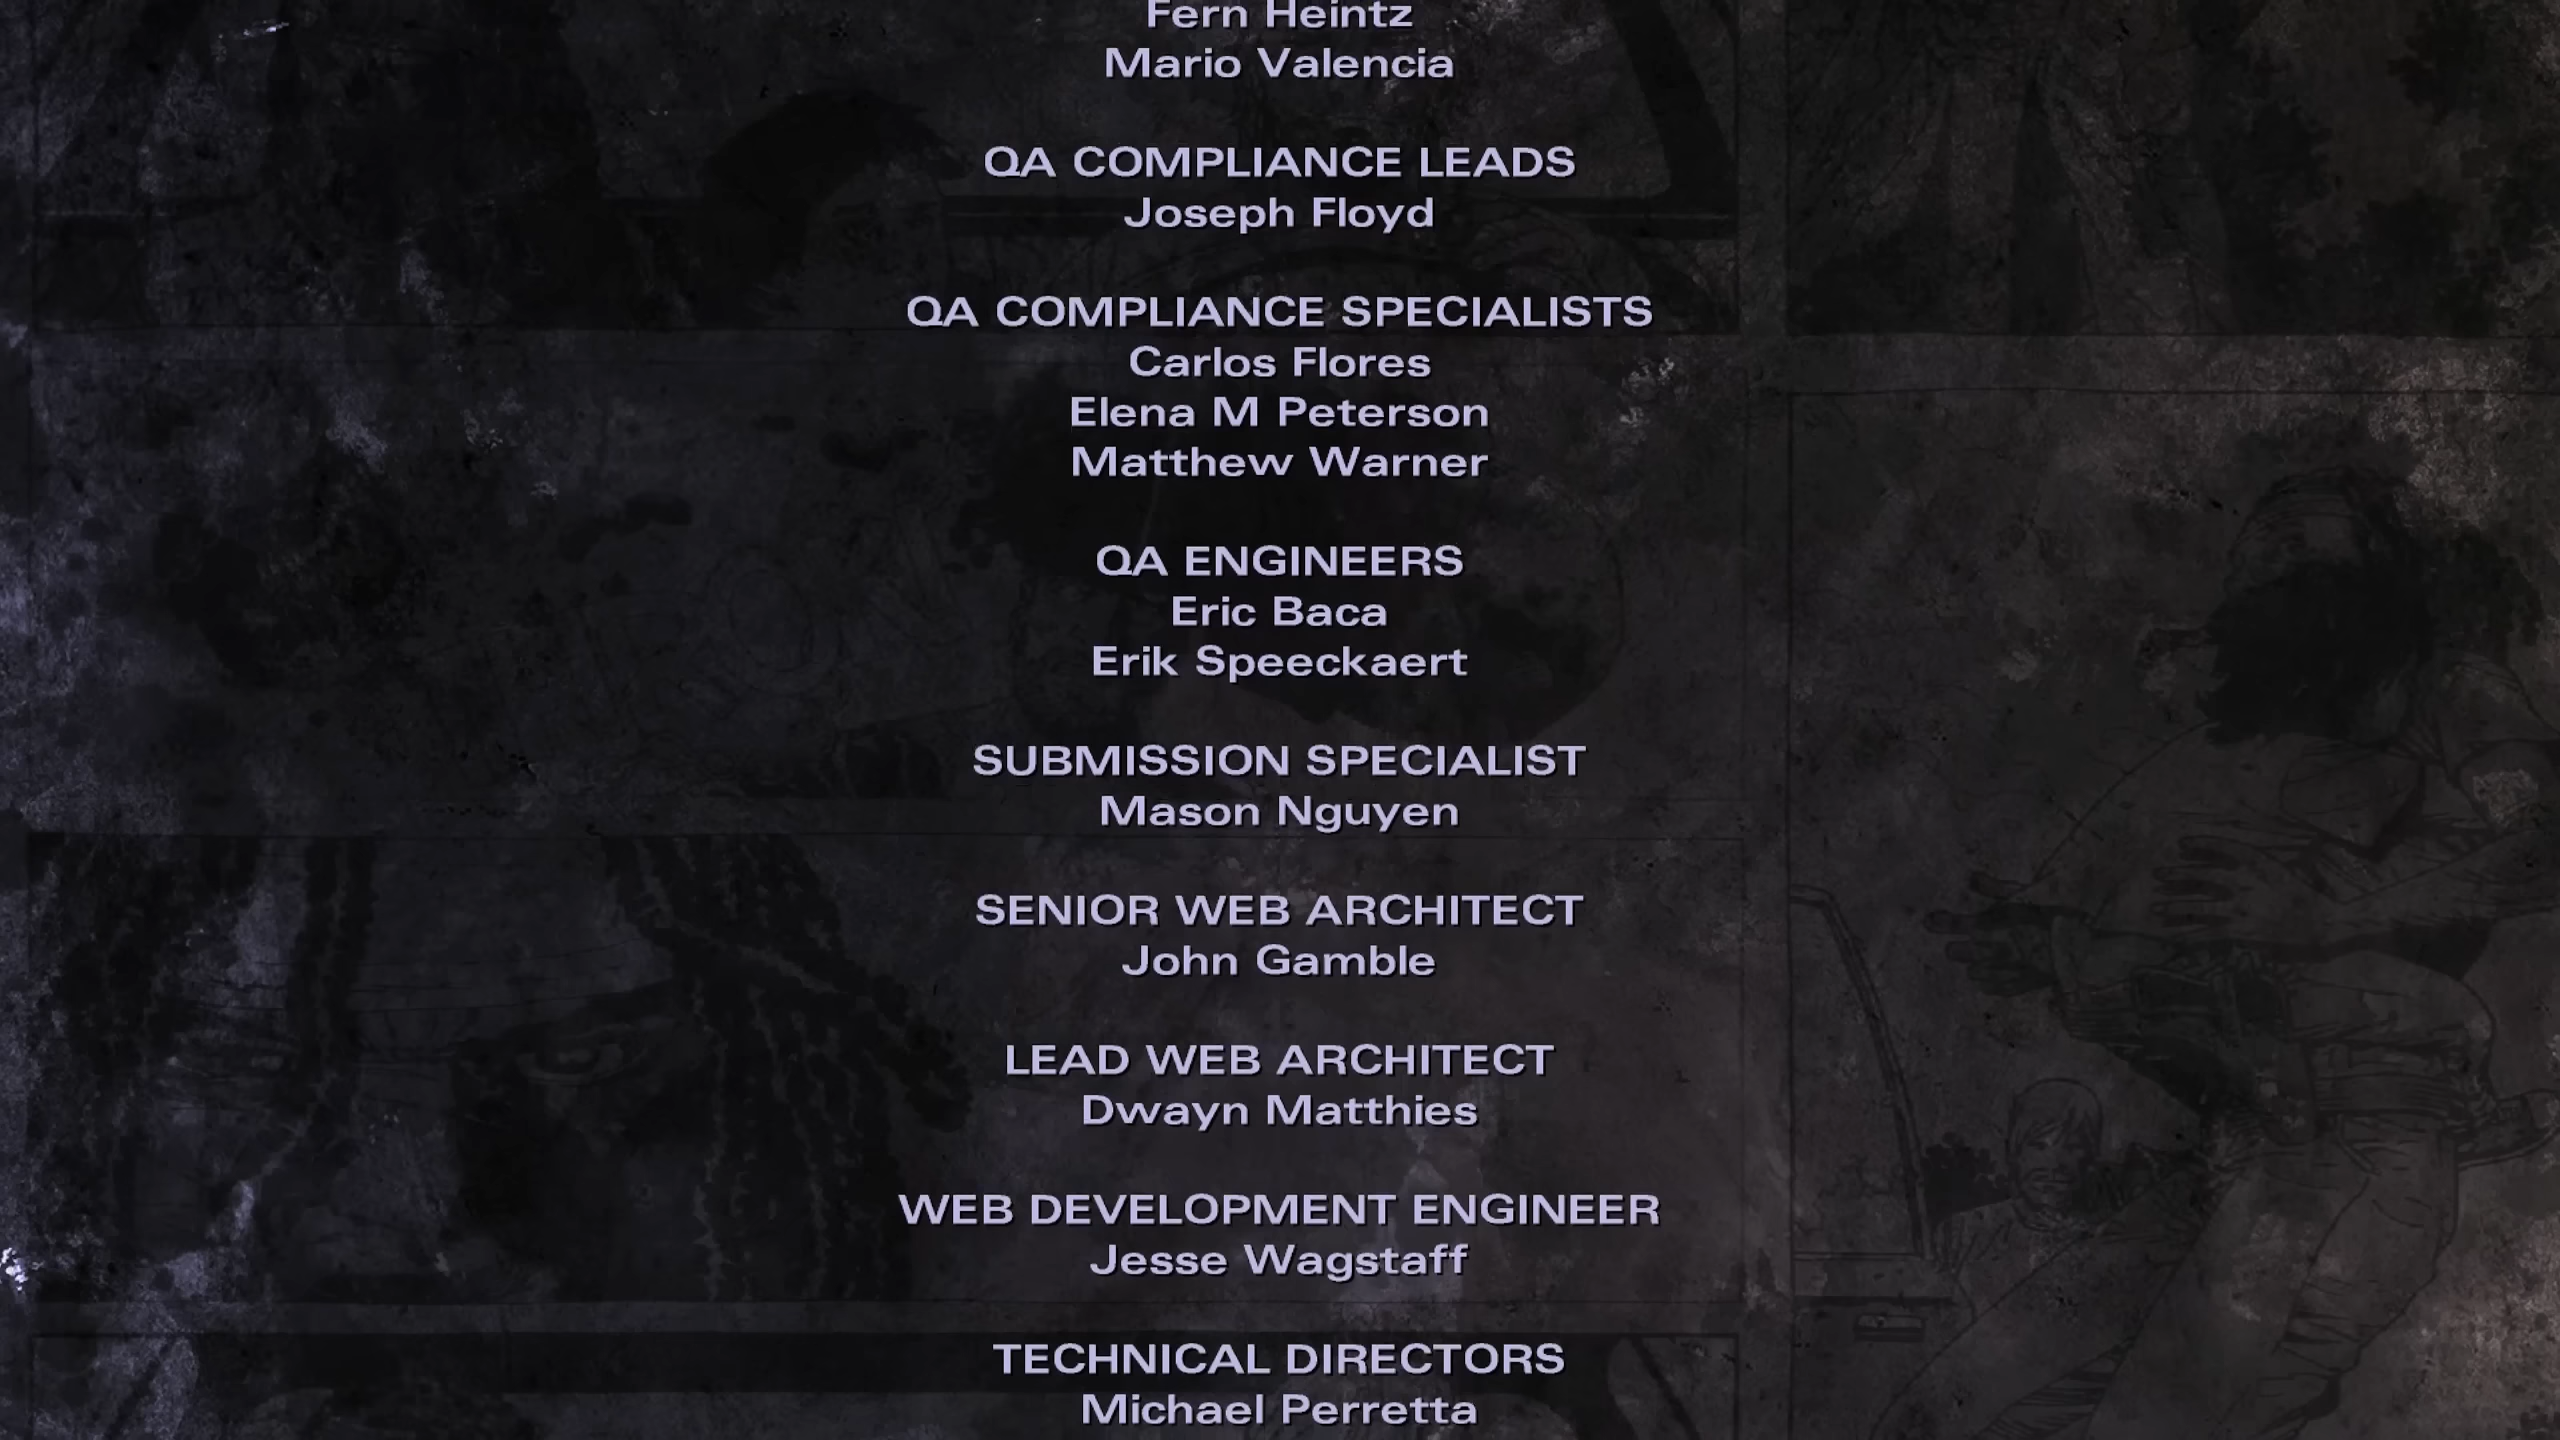 Fern Heintz
Mario Valencia
QA COMPLIANCE LEADS
Joseph Floyd
QA COMPLIANCE SPECIALISTS
Carlos Flores
Elena M Peterson
Matthew Warner
QA ENGINEERS
Eric Baca
Erik Speeckaert
SUBMISSION SPECIALIST
Mason Nguyen
SENIOR WEB ARCHITECT
John Gamble
LEAD WEB ARCHITECT
Dwayn Matthies
WEB DEVELOPMENT ENGINEER
Jesse Wagstaff
TECHNICAL DIRECTORS
Michael Perretta